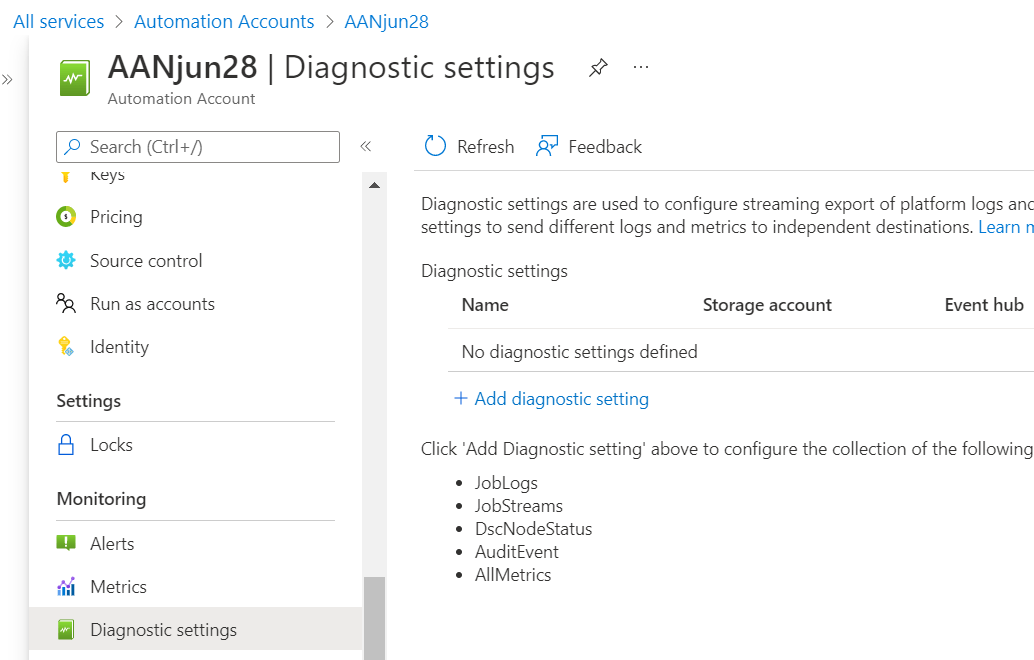 All services > Automation Accounts > AANjun28
AANjun28 | Diagnostic settings
Automation Account
Search (Ctrl+/)
Keys
Pricing
Source control
Run as accounts
Identity
Settings
Locks
Monitoring
Alerts
Metrics
Diagnostic settings
Refresh Feedback
Diagnostic settings are used to configure streaming export of platform logs and
settings to send different logs and metrics to independent destinations. Learn
Diagnostic settings
Name Storage account Event hub
No diagnostic settings defined
+ Add diagnostic setting
Click 'Add Diagnostic setting' above to configure the collection of the following
• JobLogs
• JobStreams
• DscNodeStatus
• AuditEvent
• AllMetrics